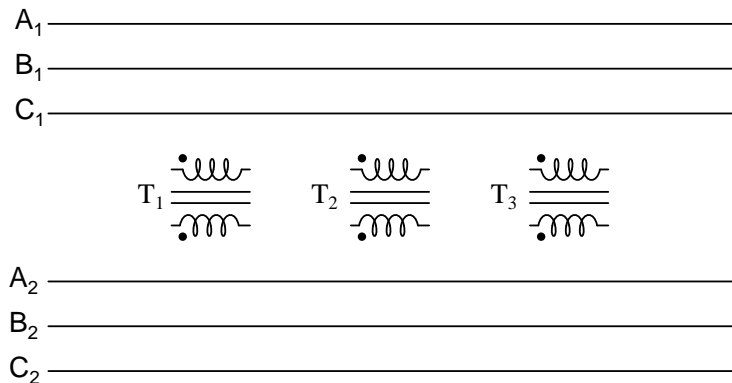 A₁
B₁
C₁
T₁ T₂ T₃
A₂
B₂
C₂